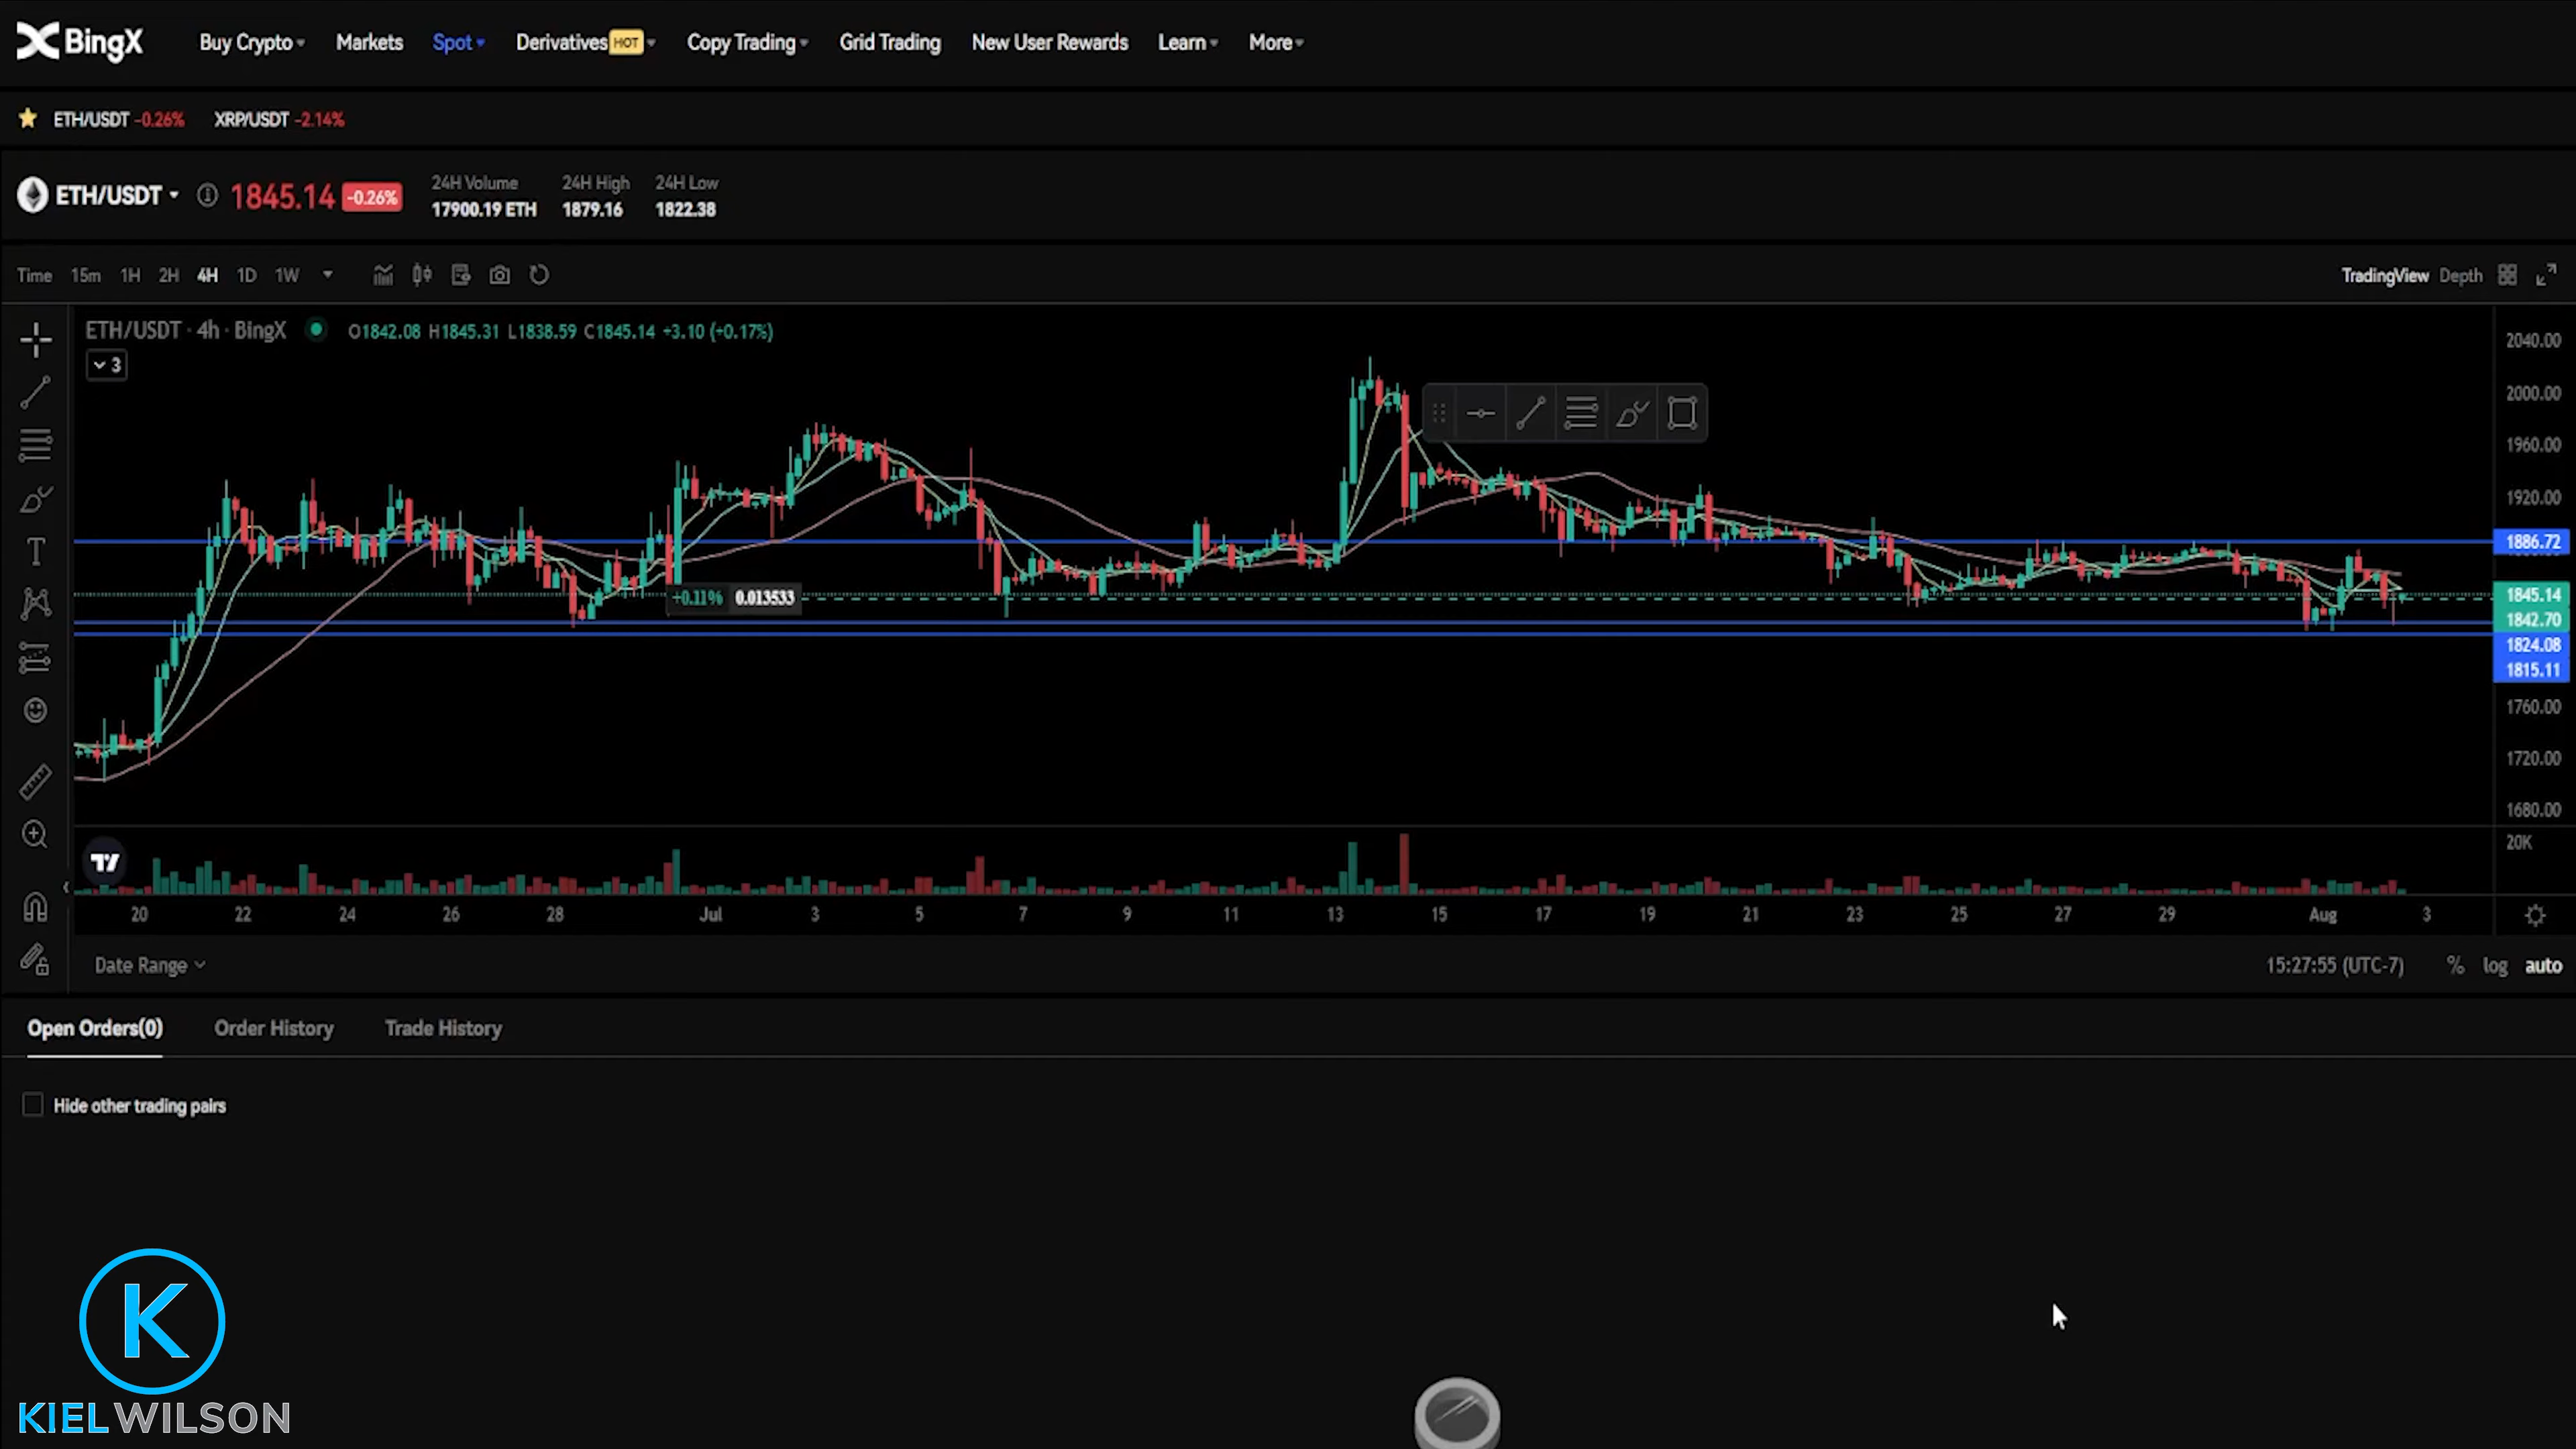 BingX Buy Crypto Markets Spot Derivatives HOT Copy Trading Grid Trading New User Rewards Learn More
ETH/USDT -0.26% XRP/USDT -2.14%
ETH/USDT 1845.14 -0.26%
24H Volume 24H High 24H Low
17900.19 ETH 1879.16 1822.38
Time 15m 1H 2H 4H 1D 1W TradingView Depth
ETH/USDT · 4h · BingX O1842.08 H1845.31 L1838.59 C1845.14 +3.10 (+0.17%)
3
2040.00
2000.00
1960.00
1920.00
1886.72
+0.11% 0.013533
1845.14
1842.70
1824.08
1815.11
1760.00
1720.00
1680.00
20K
20 22 24 26 28 Jul 3 5 7 9 11 13 15 17 19 21 23 25 27 29 Aug 3
Date Range 15:27:55 (UTC-7) % log auto
Open Orders(0) Order History Trade History
Hide other trading pairs
K
KIELWILSON